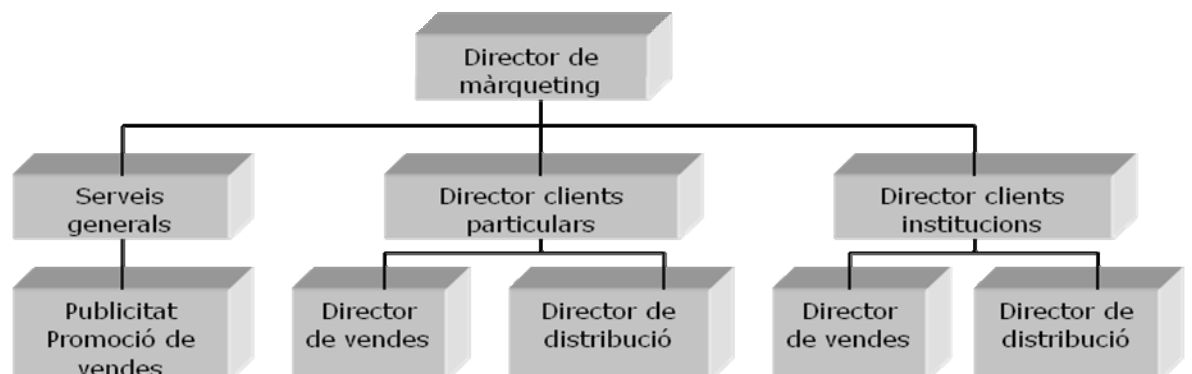 Director de
màrqueting
Serveis
generals
Director clients
particulars
Director clients
institucions
Publicitat
Promoció de
vendes
Director
de vendes
Director de
distribució
Director
de vendes
Director de
distribució